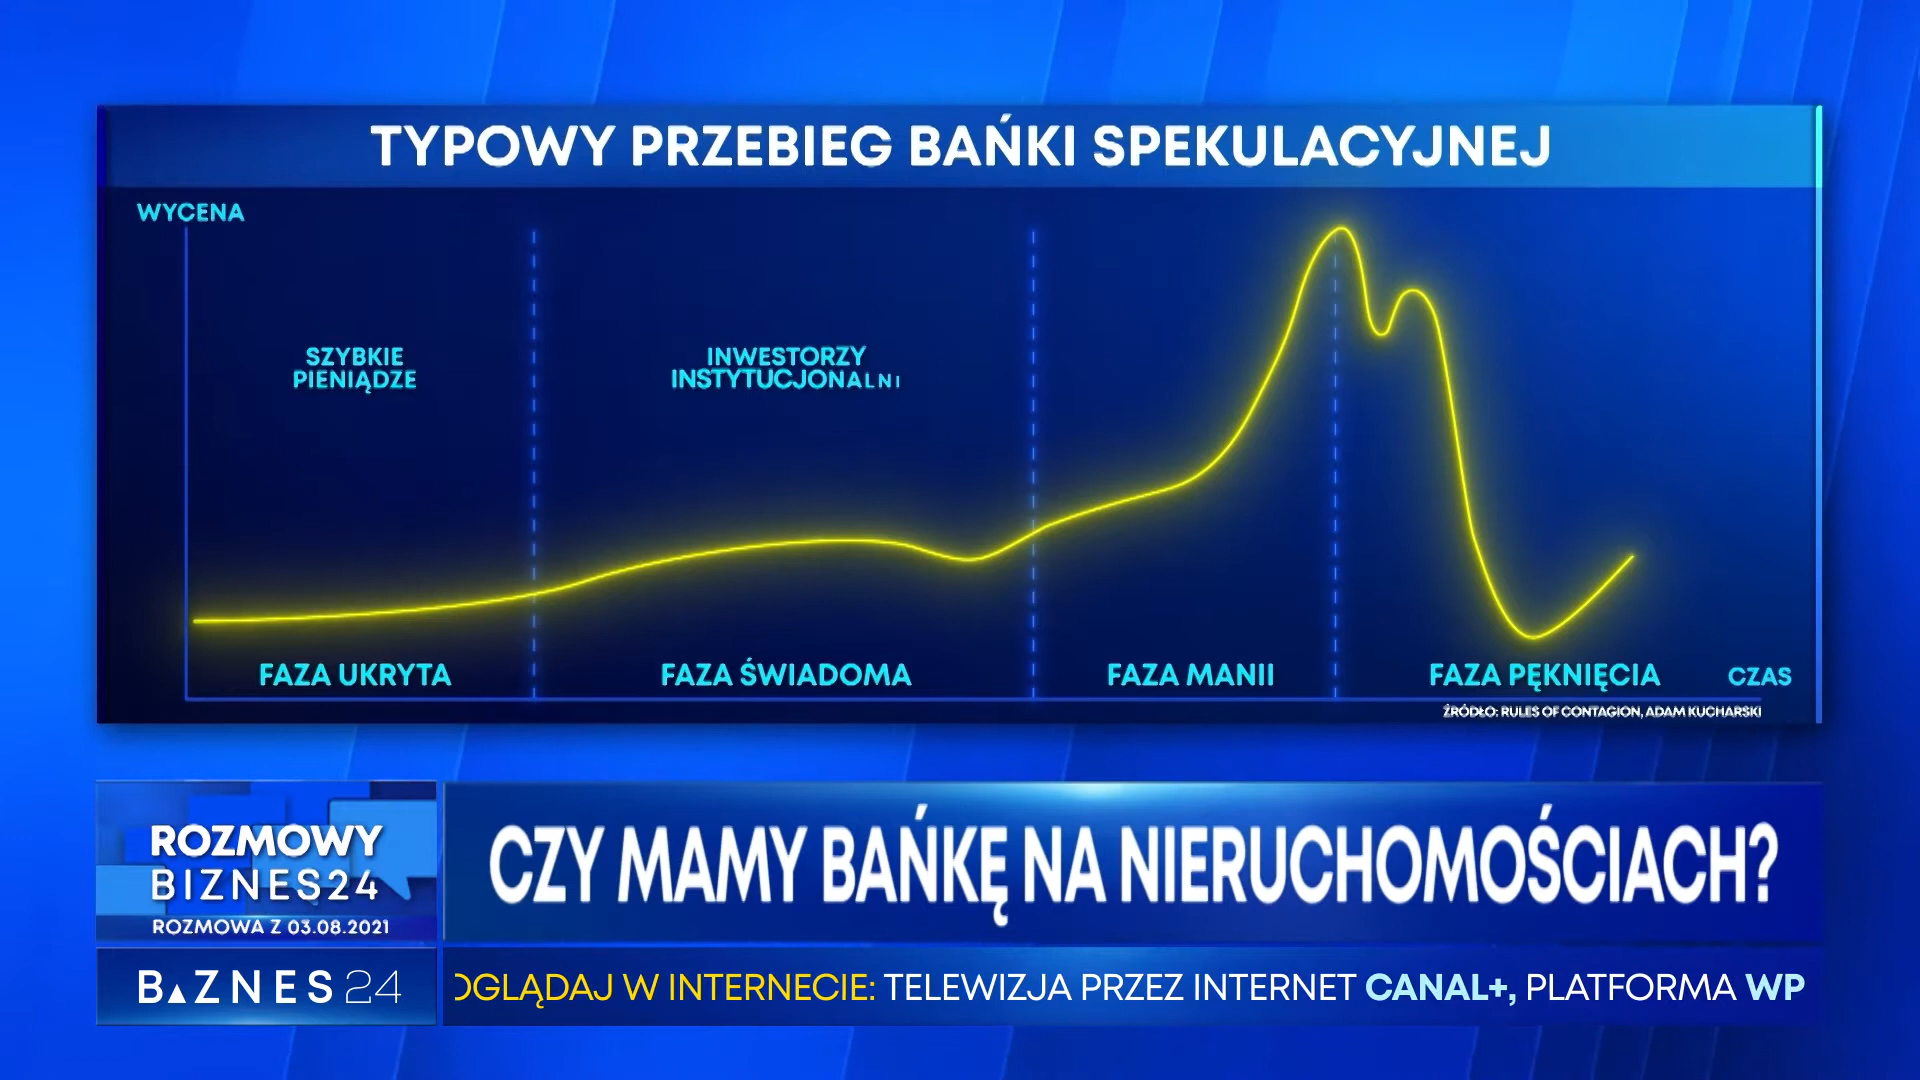 TYPOWY PRZEBIEG BAŃKI SPEKULACYJNEJ
WYCENA
SZYBKIE
PIENIĄDZE
INWESTORZY
INSTYTUCJONALNI
FAZA UKRYTA
FAZA ŚWIADOMA
FAZA MANII
FAZA PĘKNIĘCIA
CZAS
ŹRÓDŁO: RULES OF CONTAGION, ADAM KUCHARSKI
ROZMOWY
BIZNES24
ROZMOWA Z 03.08.2021
CZY MAMY BAŃKĘ NA NIERUCHOMOŚCIACH?
BIZNES24
OGLĄDAJ W INTERNECIE: TELEWIZJA PRZEZ INTERNET CANAL+, PLATFORMA WP